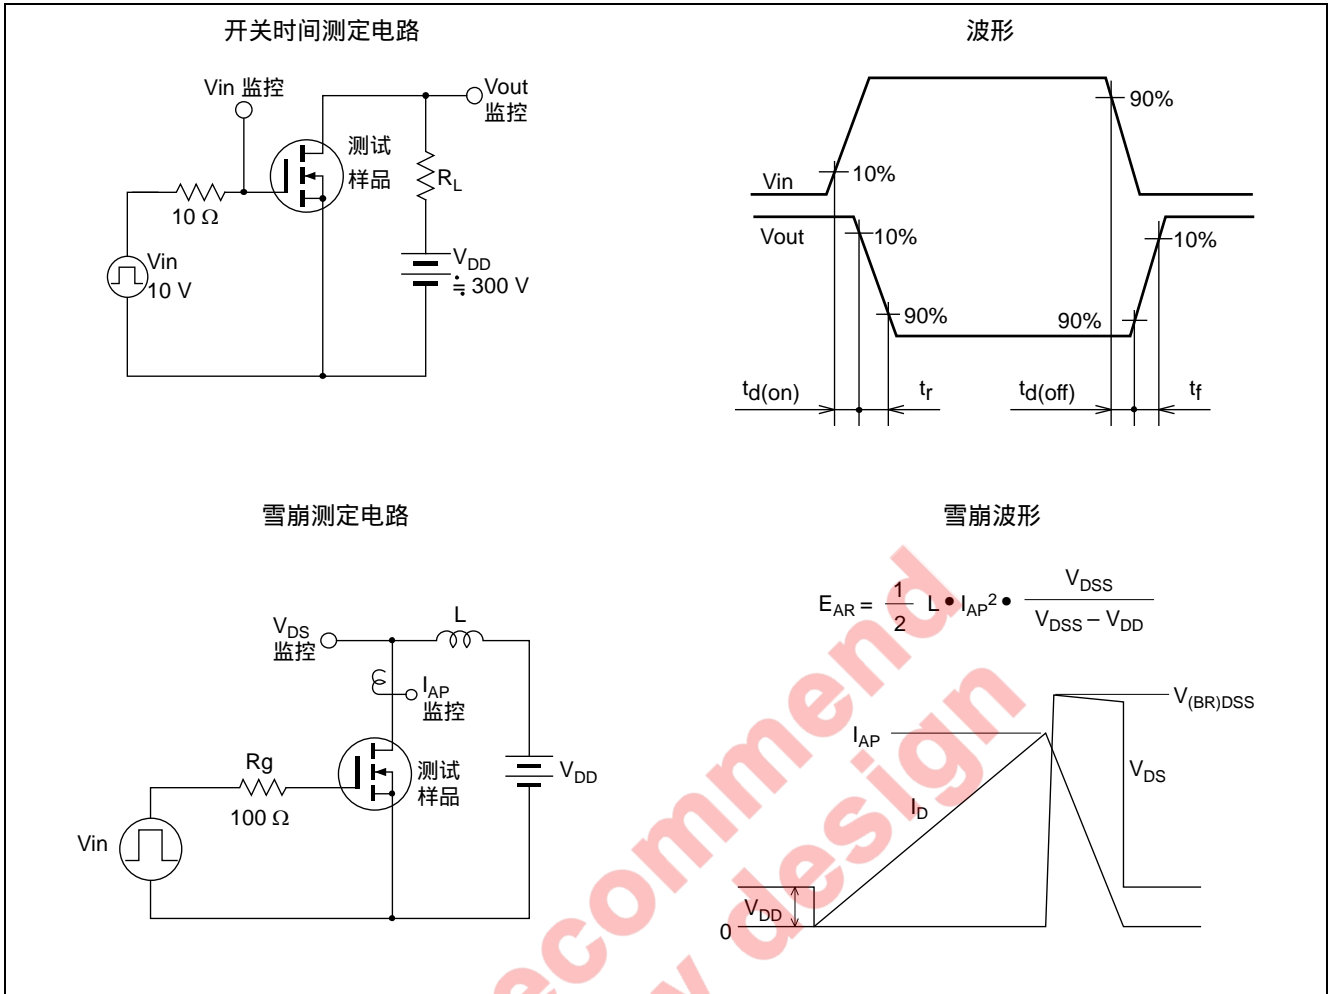 开关时间测定电路
Vin 监控
Vout
监控
测试
样品
RL
10 Ω
Vin
10 V
VDD
≒ 300 V
波形
Vin
10%
90%
Vout
10%
90%
90%
10%
td(on)
tr
td(off)
tf
雪崩测定电路
VDS
监控
L
IAP
监控
Rg
100 Ω
测试
样品
VDD
Vin
雪崩波形
EAR = 1/2 L • IAP² • VDSS / VDSS – VDD
V(BR)DSS
IAP
VDS
ID
VDD
0
ecommend
y design